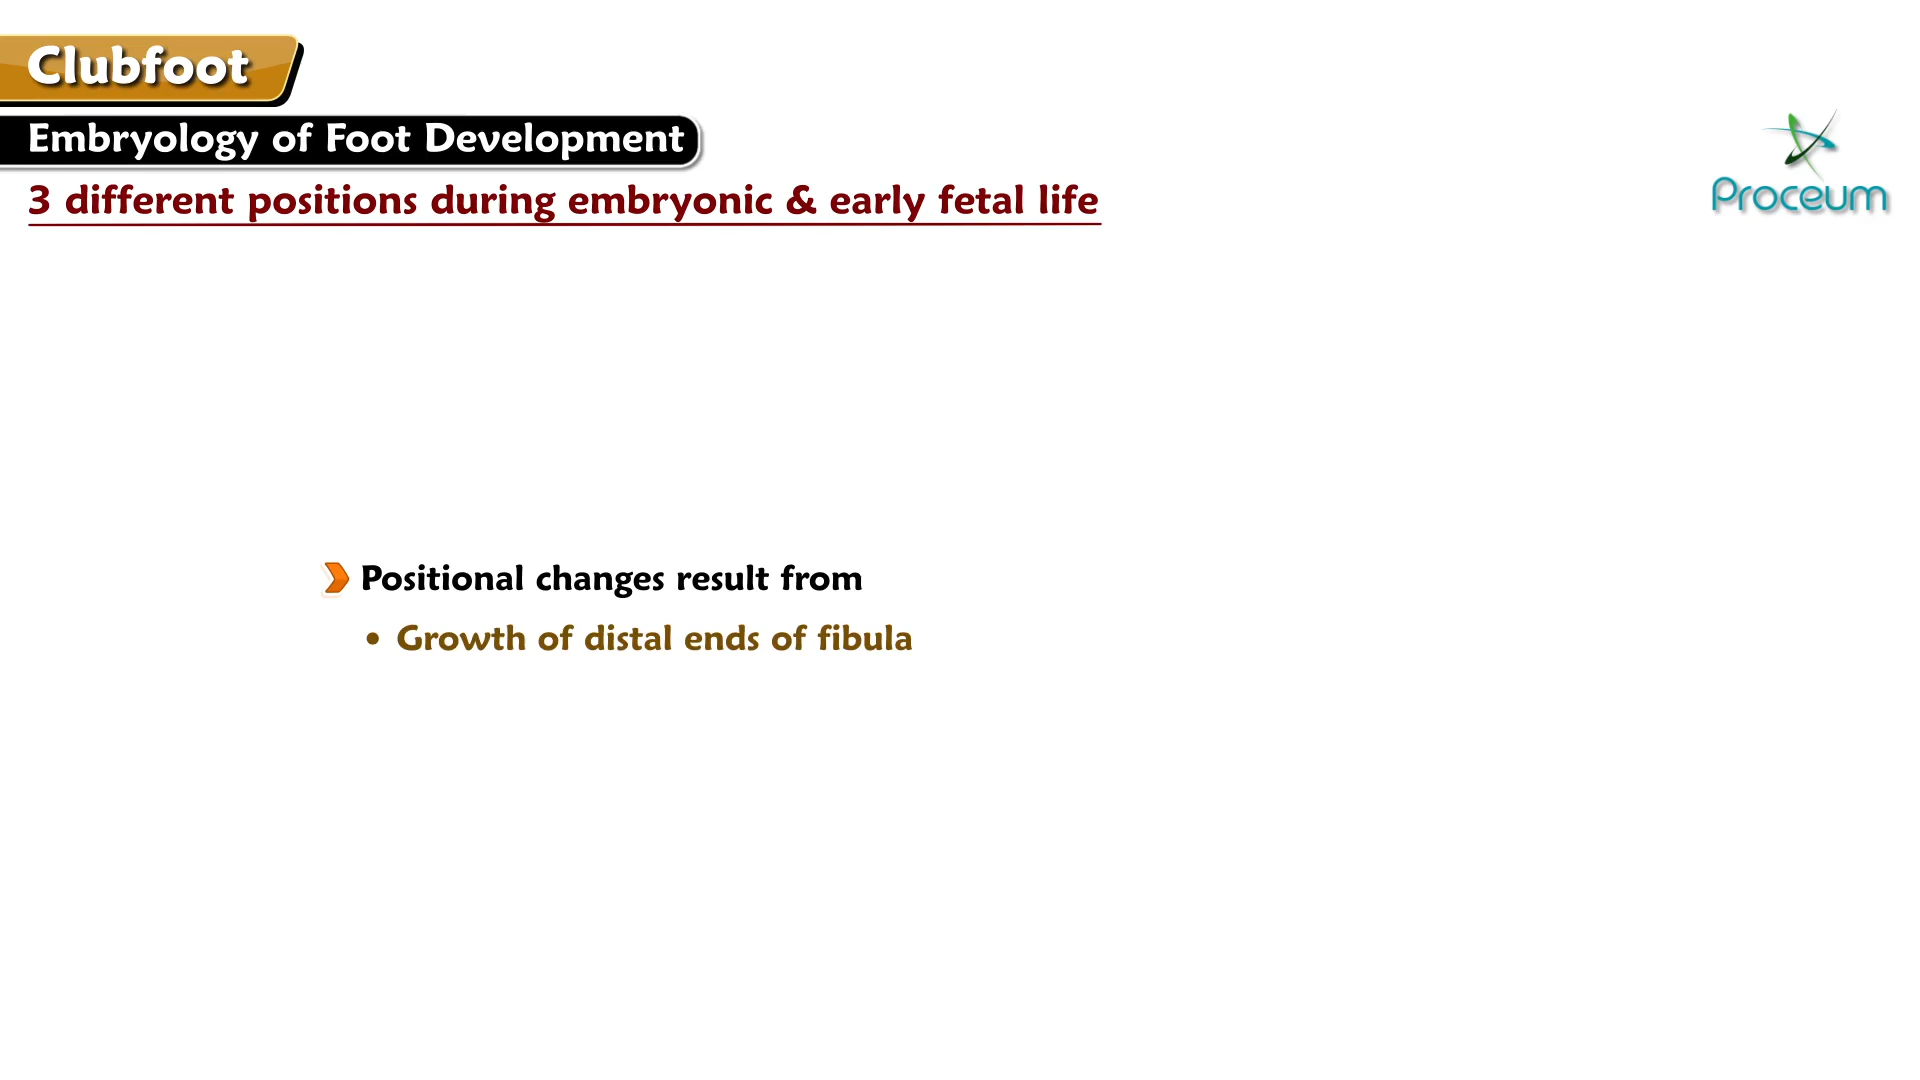 Clubfoot
Embryology of Foot Development
3 different positions during embryonic & early fetal life
Proceum
Positional changes result from
• Growth of distal ends of fibula